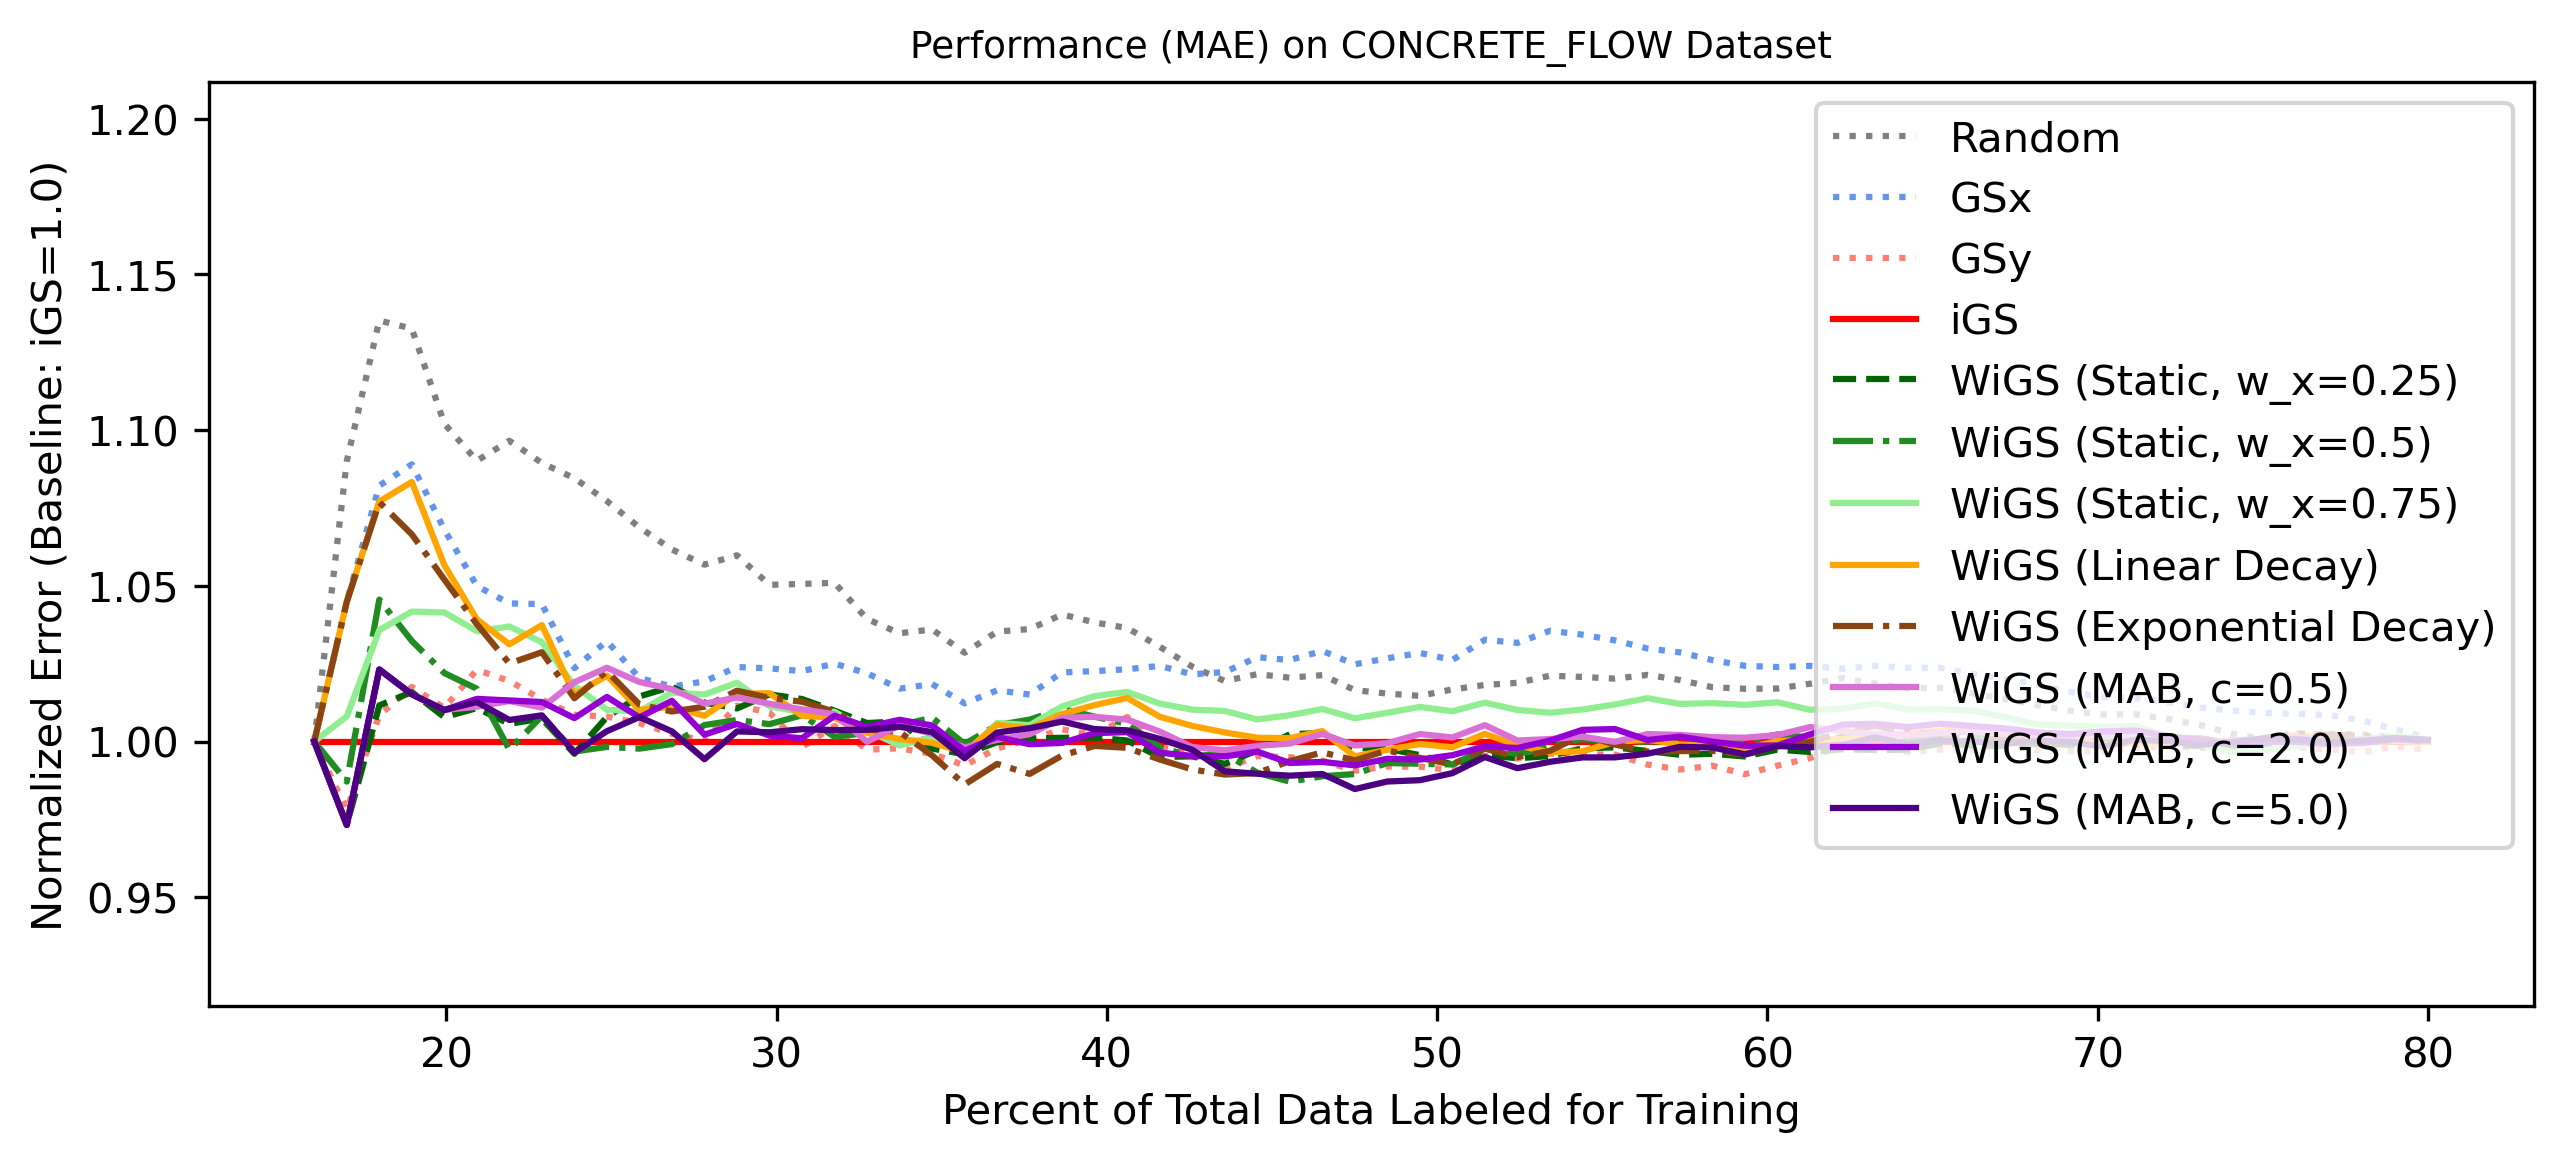 Performance (MAE) on CONCRETE_FLOW Dataset
Normalized Error (Baseline: iGS=1.0)
1.20
1.15
1.10
1.05
1.00
0.95
Random
GSx
GSy
iGS
WiGS (Static, w_x=0.25)
WiGS (Static, w_x=0.5)
WiGS (Static, w_x=0.75)
WiGS (Linear Decay)
WiGS (Exponential Decay)
WiGS (MAB, c=0.5)
WiGS (MAB, c=2.0)
WiGS (MAB, c=5.0)
20 30 40 50 60 70 80
Percent of Total Data Labeled for Training